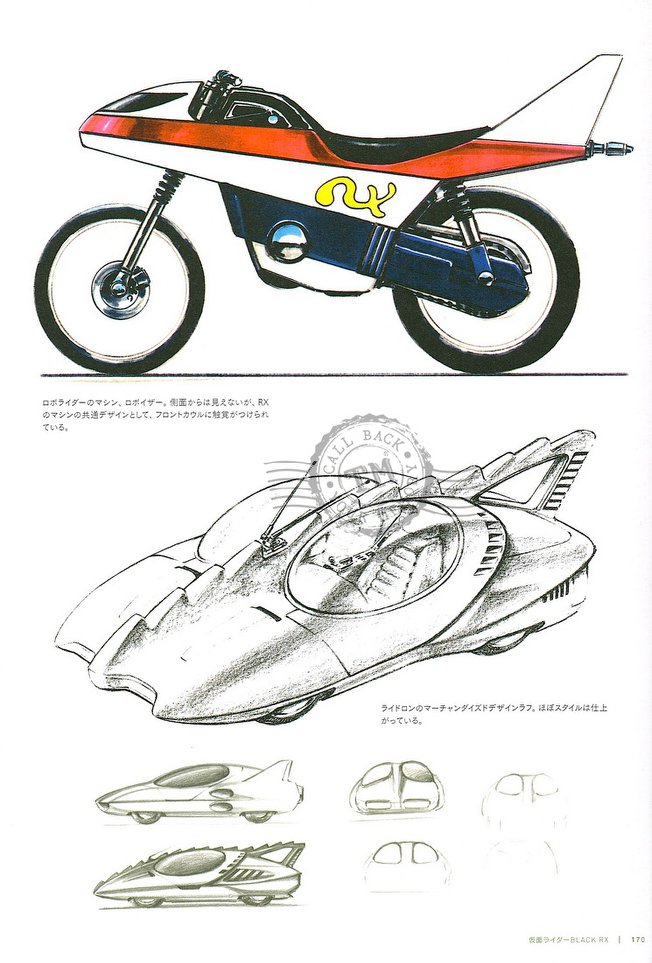 RX
ロボライダーのマシン、ロボイザー。側面からは見えないが、RX
のマシンの共通デザインとして、フロントカウルに触覚がつけられ
ている。
CALL BACK
ライドロンのマーチャンダイズドデザインラフ。ほぼスタイルは仕上
がっている。
仮面ライダーBLACK RX | 170